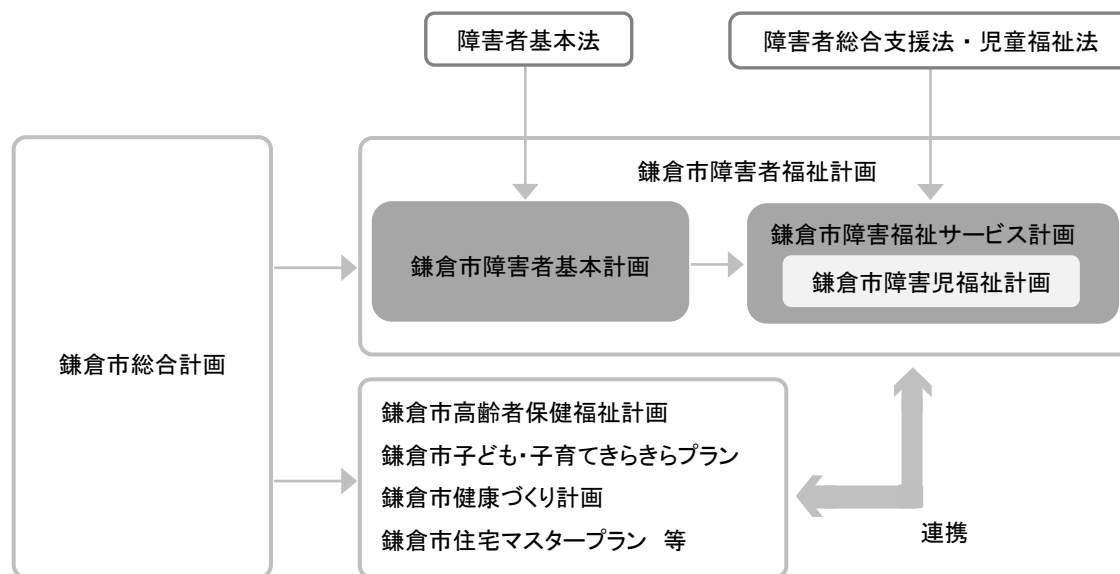 障害者基本法
障害者総合支援法・児童福祉法
鎌倉市障害者福祉計画
鎌倉市障害者基本計画
鎌倉市障害福祉サービス計画
鎌倉市障害児福祉計画
鎌倉市総合計画
鎌倉市高齢者保健福祉計画
鎌倉市子ども・子育てきらきらプラン
鎌倉市健康づくり計画
鎌倉市住宅マスタープラン　等
連携